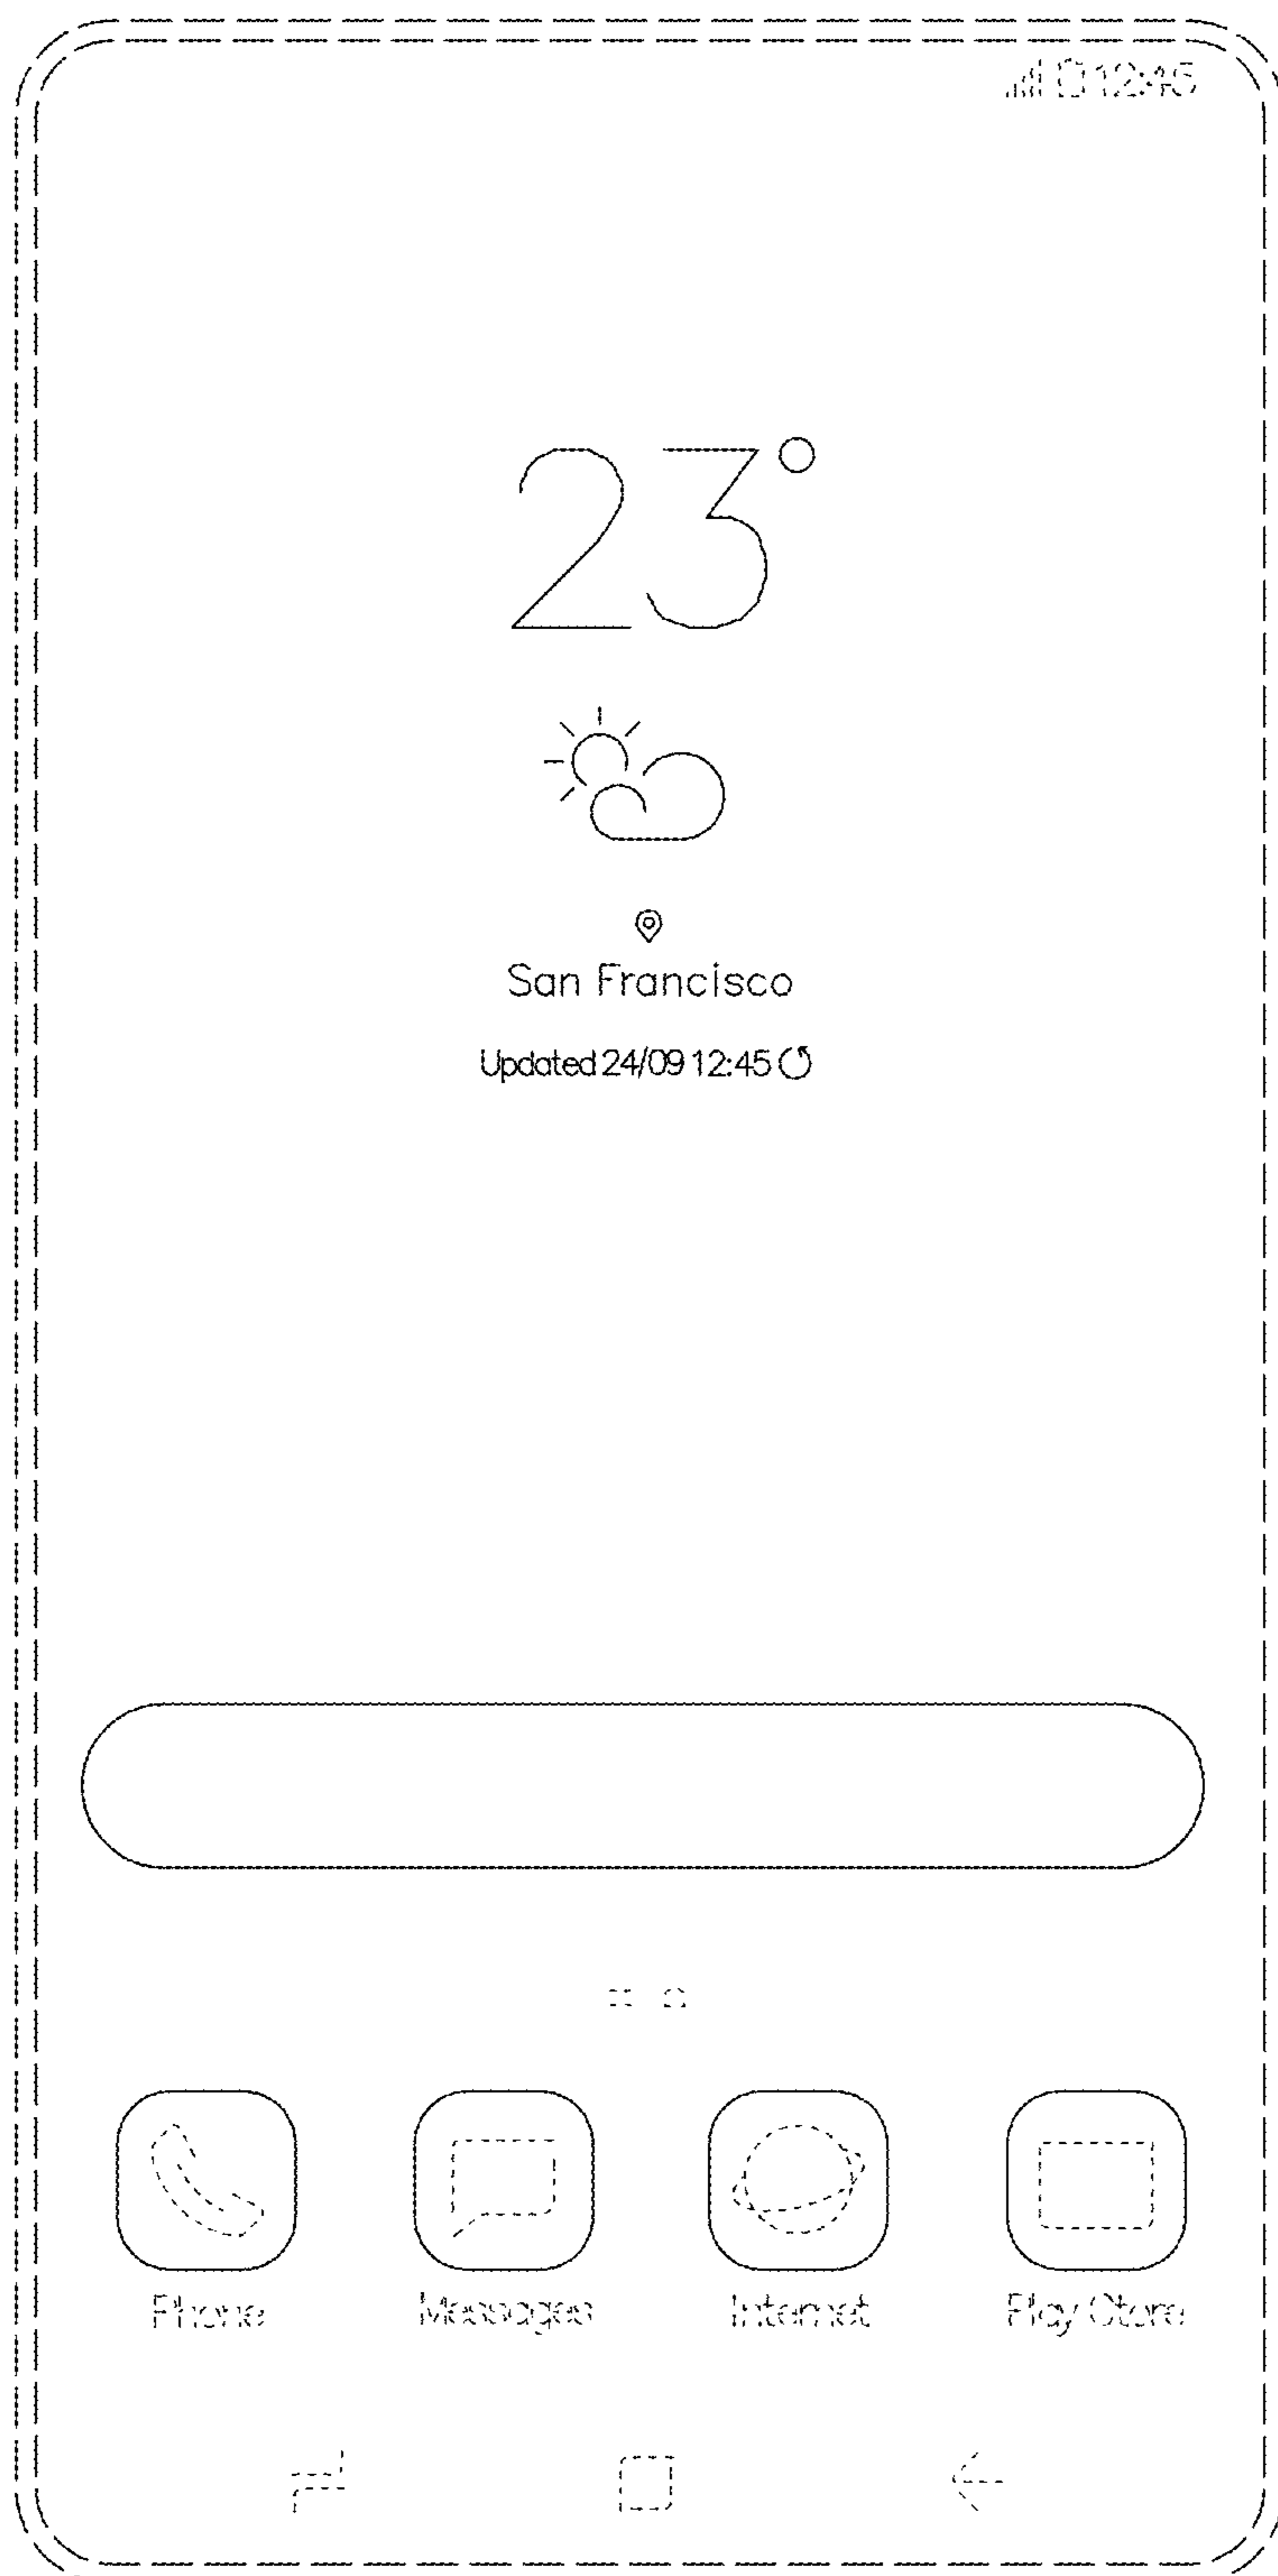 12:45
23°
San Francisco
Updated 24/09 12:45
Phone Messages Internet Play Store